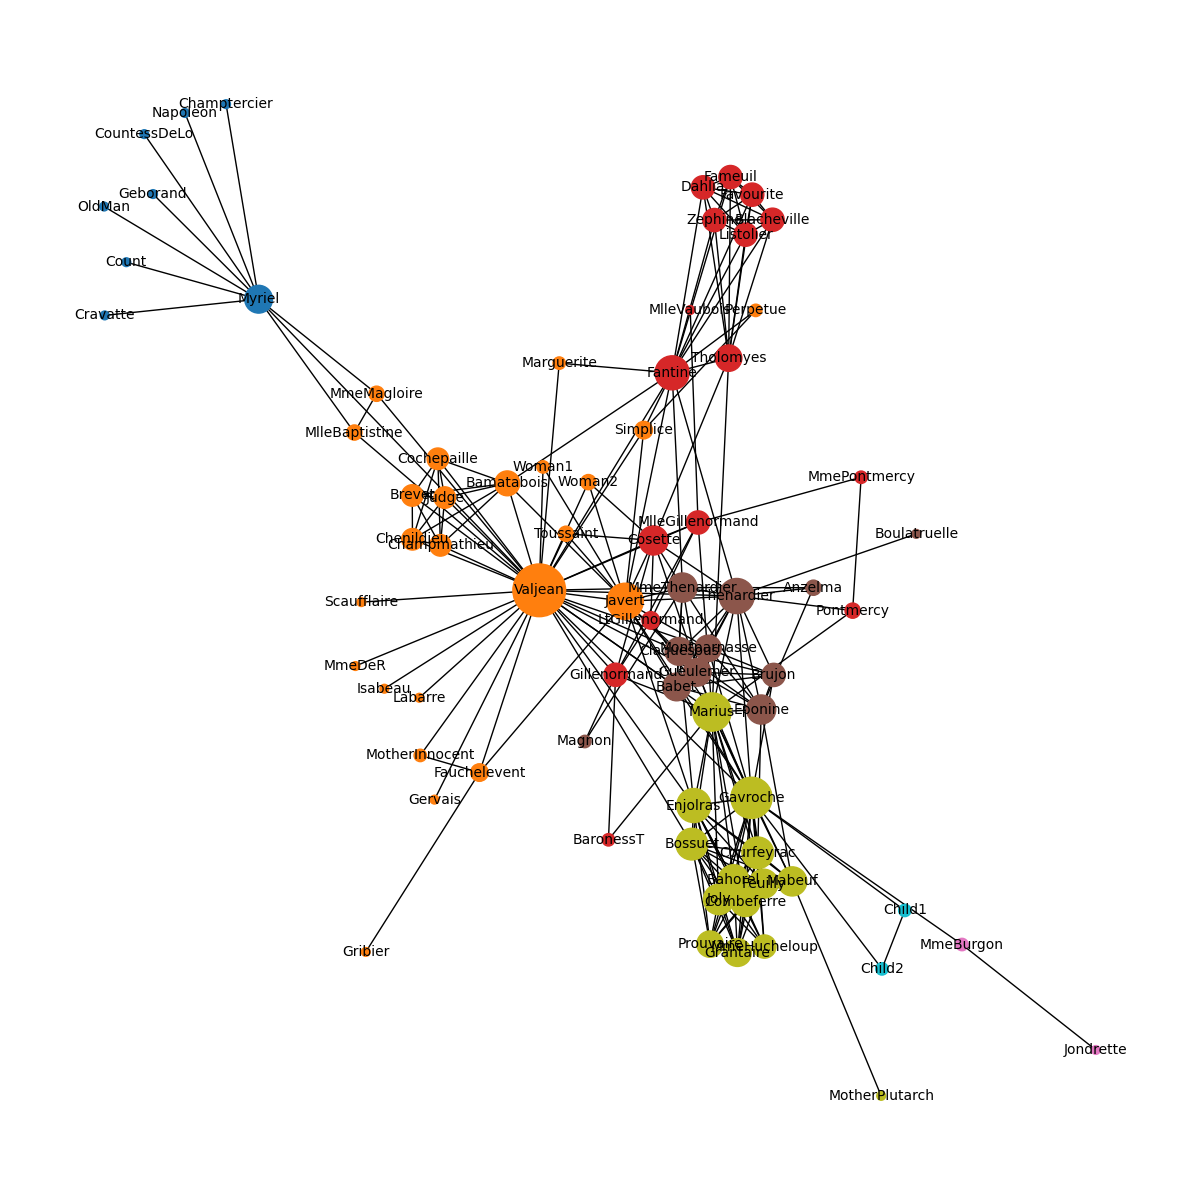 Champtercier
Napoleon
CountessDeLo
Geborand
OldMan
Count
Cravatte
Myriel
Fameuil
Dahlia
Favourite
Zephine
Blacheville
Listolier
MlleVaubois
Perpetue
Marguerite
Tholomyes
Fantine
MmeMagloire
MlleBaptistine
Simplice
Cochepaille
Woman1
Bamatabois
Woman2
MmePontmercy
Brevet
Judge
MlleGillenormand
Toussaint
Boulatruelle
Chenildieu
Cosette
Champmathieu
Valjean
MmeThenardier
Thenardier
Anzelma
Scaufflaire
Javert
Pontmercy
LtGillenormand
Montparnasse
Claquesous
MmeDeR
Gueulemer
Gillenormand
Brujon
Isabeau
Babet
Labarre
Marius
Eponine
Magnon
MotherInnocent
Fauchelevent
Gervais
Gavroche
Enjolras
BaronessT
Bossuet
Courfeyrac
Bahorel
Feuilly
Mabeuf
Joly
Combeferre
Child1
Prouvaire
MmeHucheloup
MmeBurgon
Gribier
Grantaire
Child2
Jondrette
MotherPlutarch